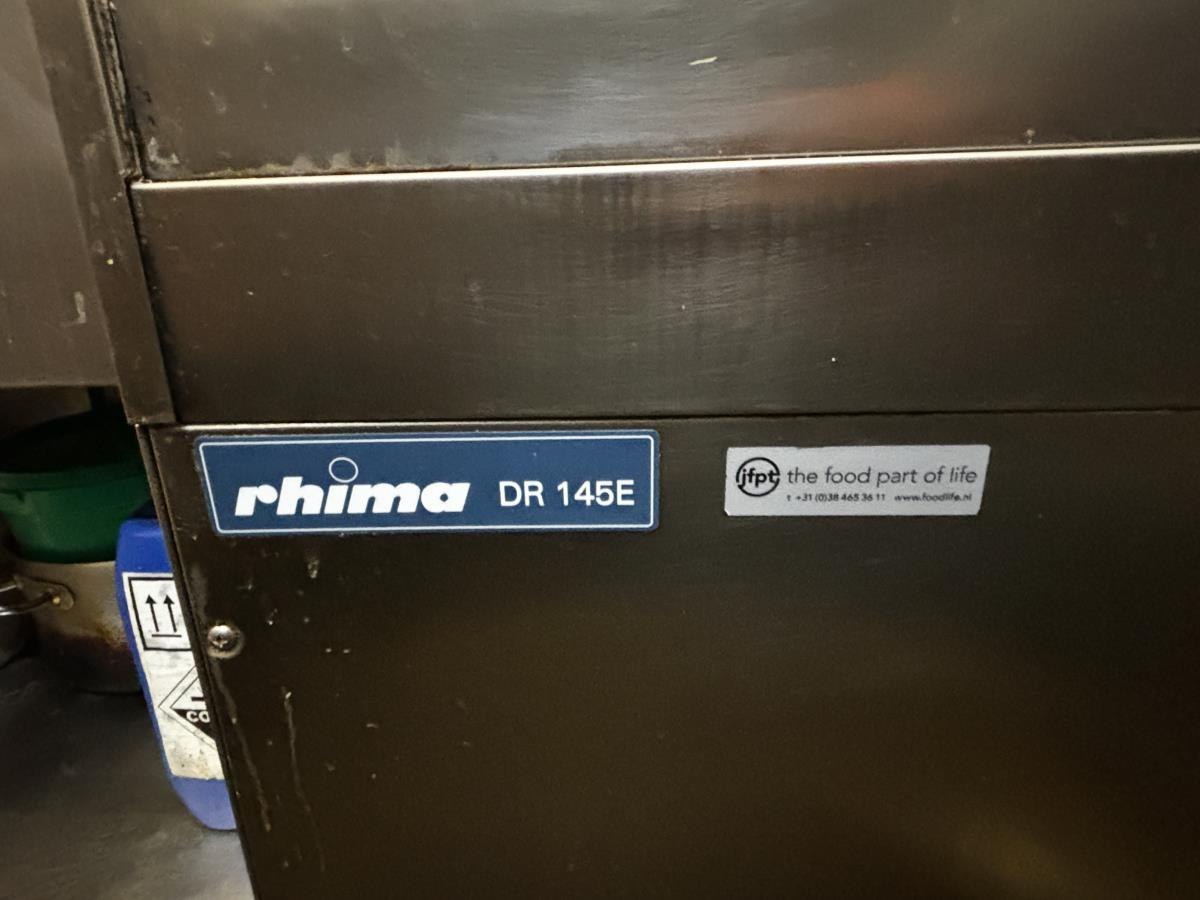 rhima DR 145E
jfpt the food part of life
t +31 (0)38 465 36 11 www.foodlife.nl